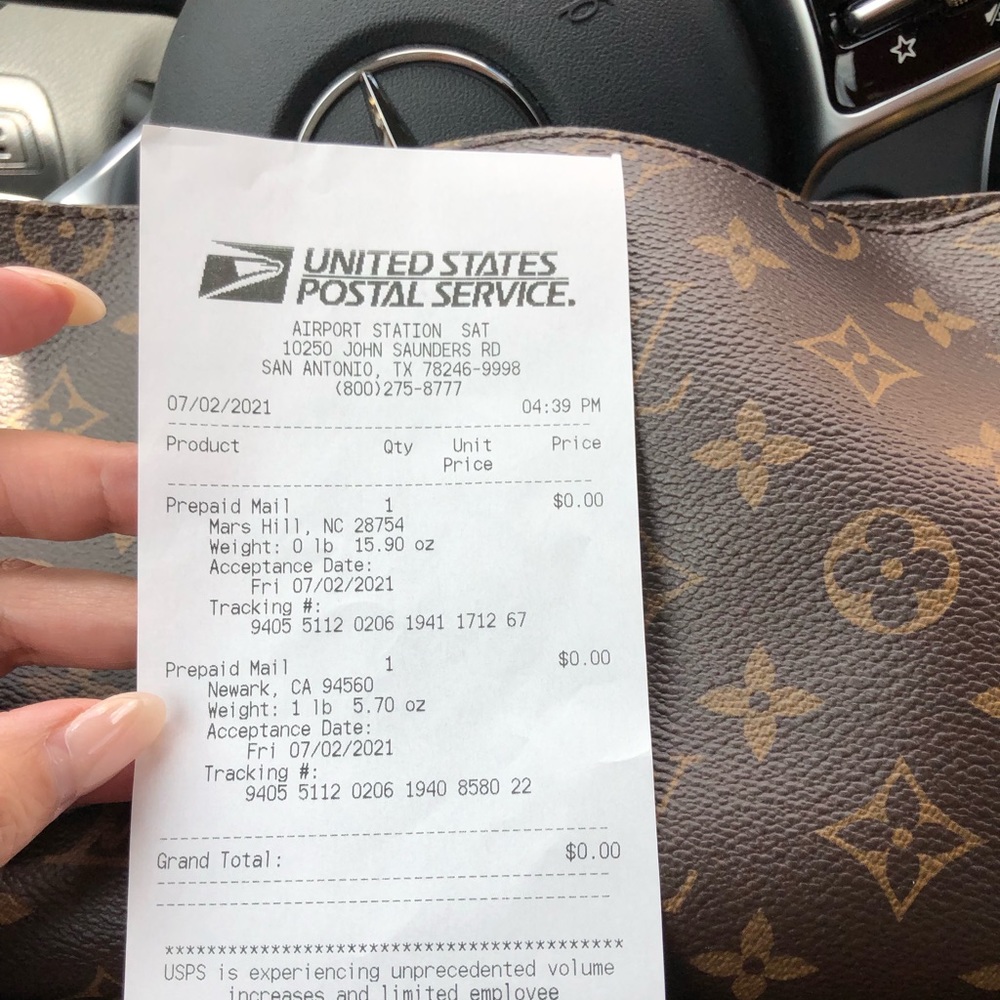 UNITED STATES
POSTAL SERVICE.
AIRPORT STATION SAT
10250 JOHN SAUNDERS RD
SAN ANTONIO, TX 78246-9998
(800)275-8777
07/02/2021 04:39 PM
Product Qty Unit Price
Price
Prepaid Mail 1 $0.00
Mars Hill, NC 28754
Weight: 0 lb 15.90 oz
Acceptance Date:
Fri 07/02/2021
Tracking #:
9405 5112 0206 1941 1712 67
Prepaid Mail 1 $0.00
Newark, CA 94560
Weight: 1 lb 5.70 oz
Acceptance Date:
Fri 07/02/2021
Tracking #:
9405 5112 0206 1940 8580 22
Grand Total: $0.00
******************************************
USPS is experiencing unprecedented volume
increases and limited employee